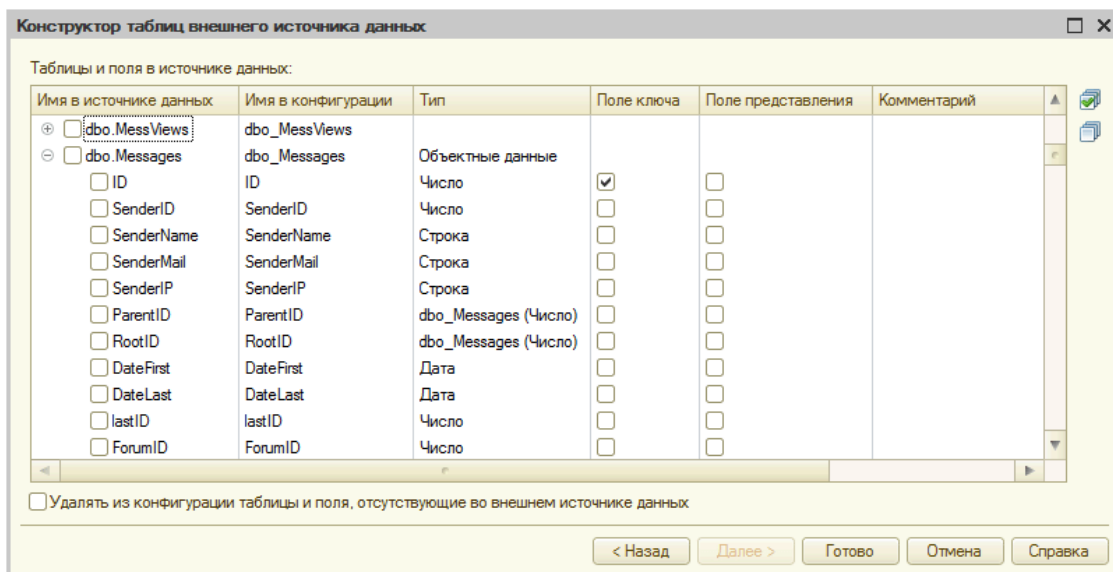 Конструктор таблиц внешнего источника данных
Таблицы и поля в источнике данных:
Имя в источнике данных Имя в конфигурации Тип Поле ключа Поле представления Комментарий
dbo.MessViews dbo_MessViews
dbo.Messages dbo_Messages Объектные данные
ID ID Число
SenderID SenderID Число
SenderName SenderName Строка
SenderMail SenderMail Строка
SenderIP SenderIP Строка
ParentID ParentID dbo_Messages (Число)
RootID RootID dbo_Messages (Число)
DateFirst DateFirst Дата
DateLast DateLast Дата
lastID lastID Число
ForumID ForumID Число
Удалять из конфигурации таблицы и поля, отсутствующие во внешнем источнике данных
< Назад Далее > Готово Отмена Справка